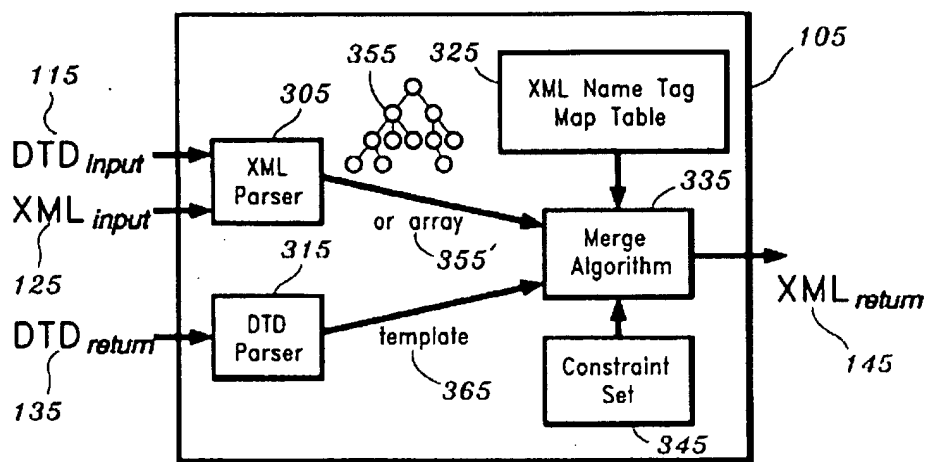 115
DTD input
XML input
125
DTD return
135
305
XML
Parser
315
DTD
Parser
355
or array
355'
template
365
325
XML Name Tag
Map Table
335
Merge
Algorithm
Constraint
Set
345
105
XML return
145